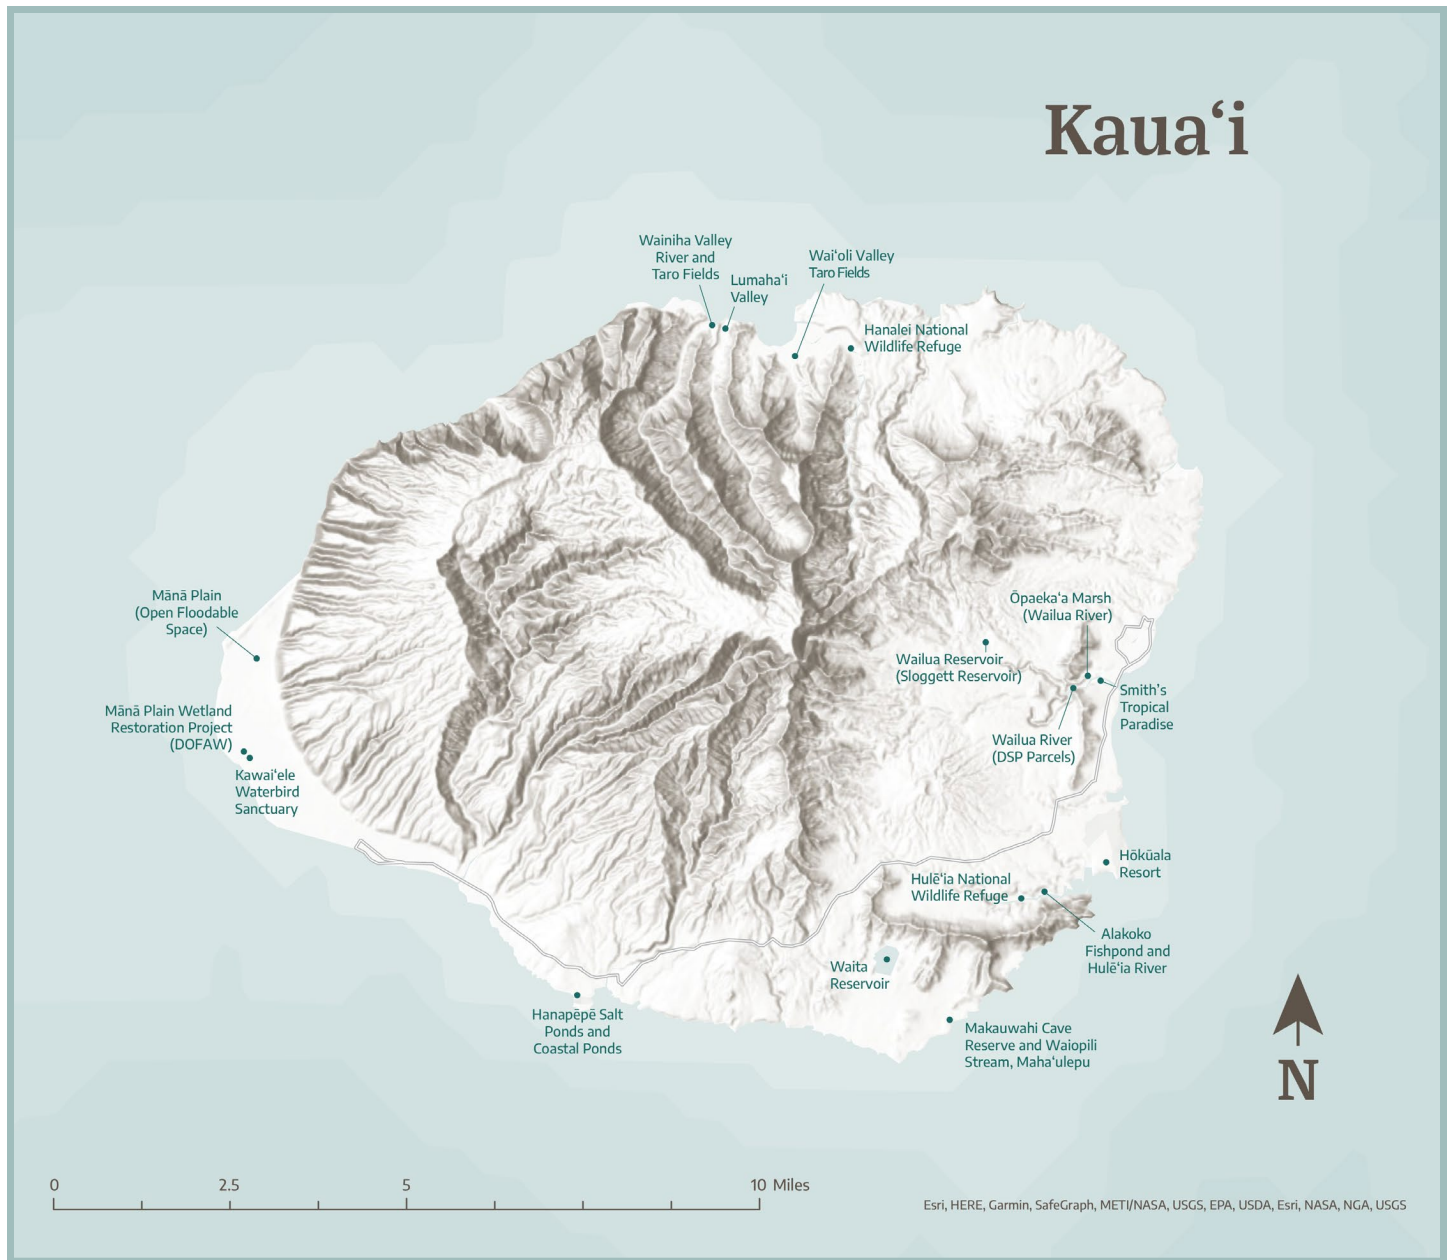 Kauaʻi
Wainiha Valley
River and
Taro Fields
Lumahaʻi
Valley
Waiʻoli Valley
Taro Fields
Hanalei National
Wildlife Refuge
Mānā Plain
(Open Floodable
Space)
Ōpaekaʻa Marsh
(Wailua River)
Wailua Reservoir
(Sloggett Reservoir)
Smith's
Tropical
Paradise
Wailua River
(DSP Parcels)
Mānā Plain Wetland
Restoration Project
(DOFAW)
Kawaiʻele
Waterbird
Sanctuary
Hōkūala
Resort
Hulēʻia National
Wildlife Refuge
Alakoko
Fishpond and
Hulēʻia River
Waita
Reservoir
Hanapēpē Salt
Ponds and
Coastal Ponds
Makauwahi Cave
Reserve and Waiopili
Stream, Mahaʻulepu
N
0 2.5 5 10 Miles
Esri, HERE, Garmin, SafeGraph, METI/NASA, USGS, EPA, USDA, Esri, NASA, NGA, USGS